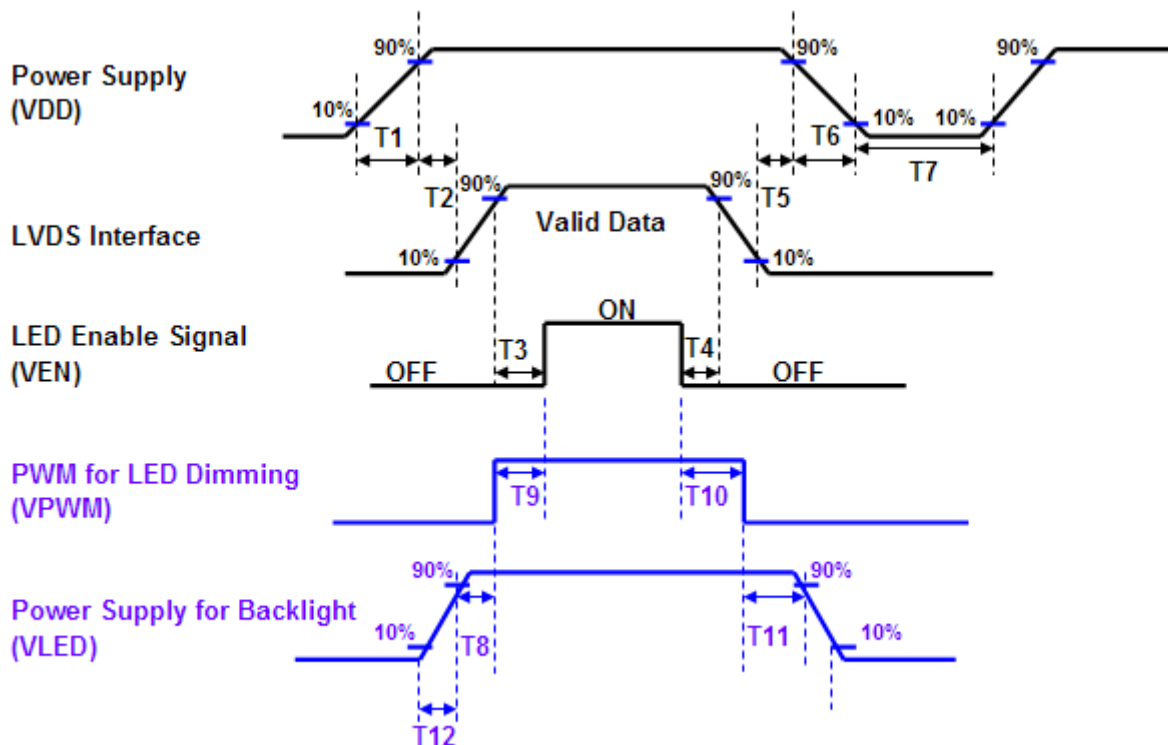 90%
90%
90%
Power Supply
(VDD)
10%
10%
10%
T1
T6
T7
T2
90%
90%
T5
Valid Data
LVDS Interface
10%
10%
ON
LED Enable Signal
(VEN)
T3
T4
OFF
OFF
PWM for LED Dimming
(VPWM)
T9
T10
90%
90%
Power Supply for Backlight
(VLED)
10%
10%
T8
T11
T12